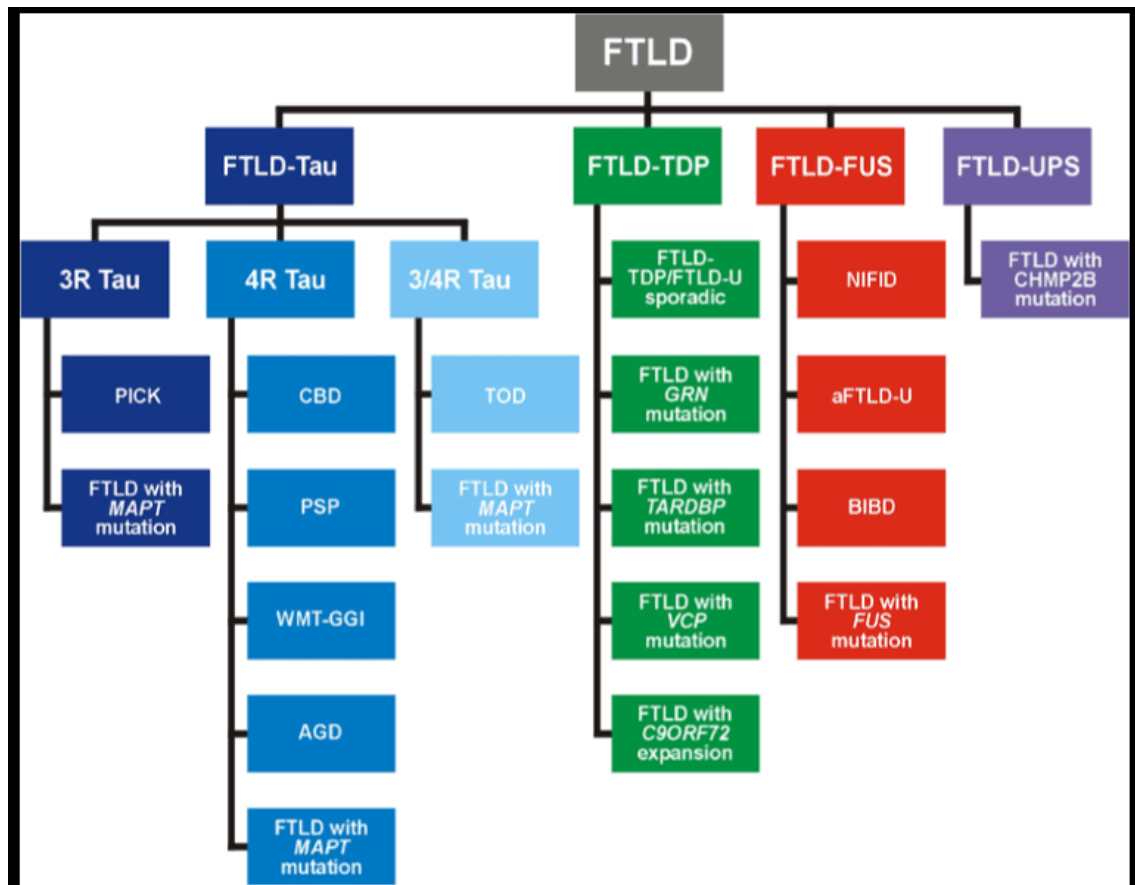 FTLD
FTLD-Tau
FTLD-TDP
FTLD-FUS
FTLD-UPS
3R Tau
4R Tau
3/4R Tau
PICK
FTLD with
MAPT
mutation
CBD
PSP
WMT-GGI
AGD
FTLD with
MAPT
mutation
TOD
FTLD with
MAPT
mutation
FTLD-
TDP/FTLD-U
sporadic
FTLD with
GRN
mutation
FTLD with
TARDBP
mutation
FTLD with
VCP
mutation
FTLD with
C9ORF72
expansion
NIFID
aFTLD-U
BIBD
FTLD with
FUS
mutation
FTLD with
CHMP2B
mutation